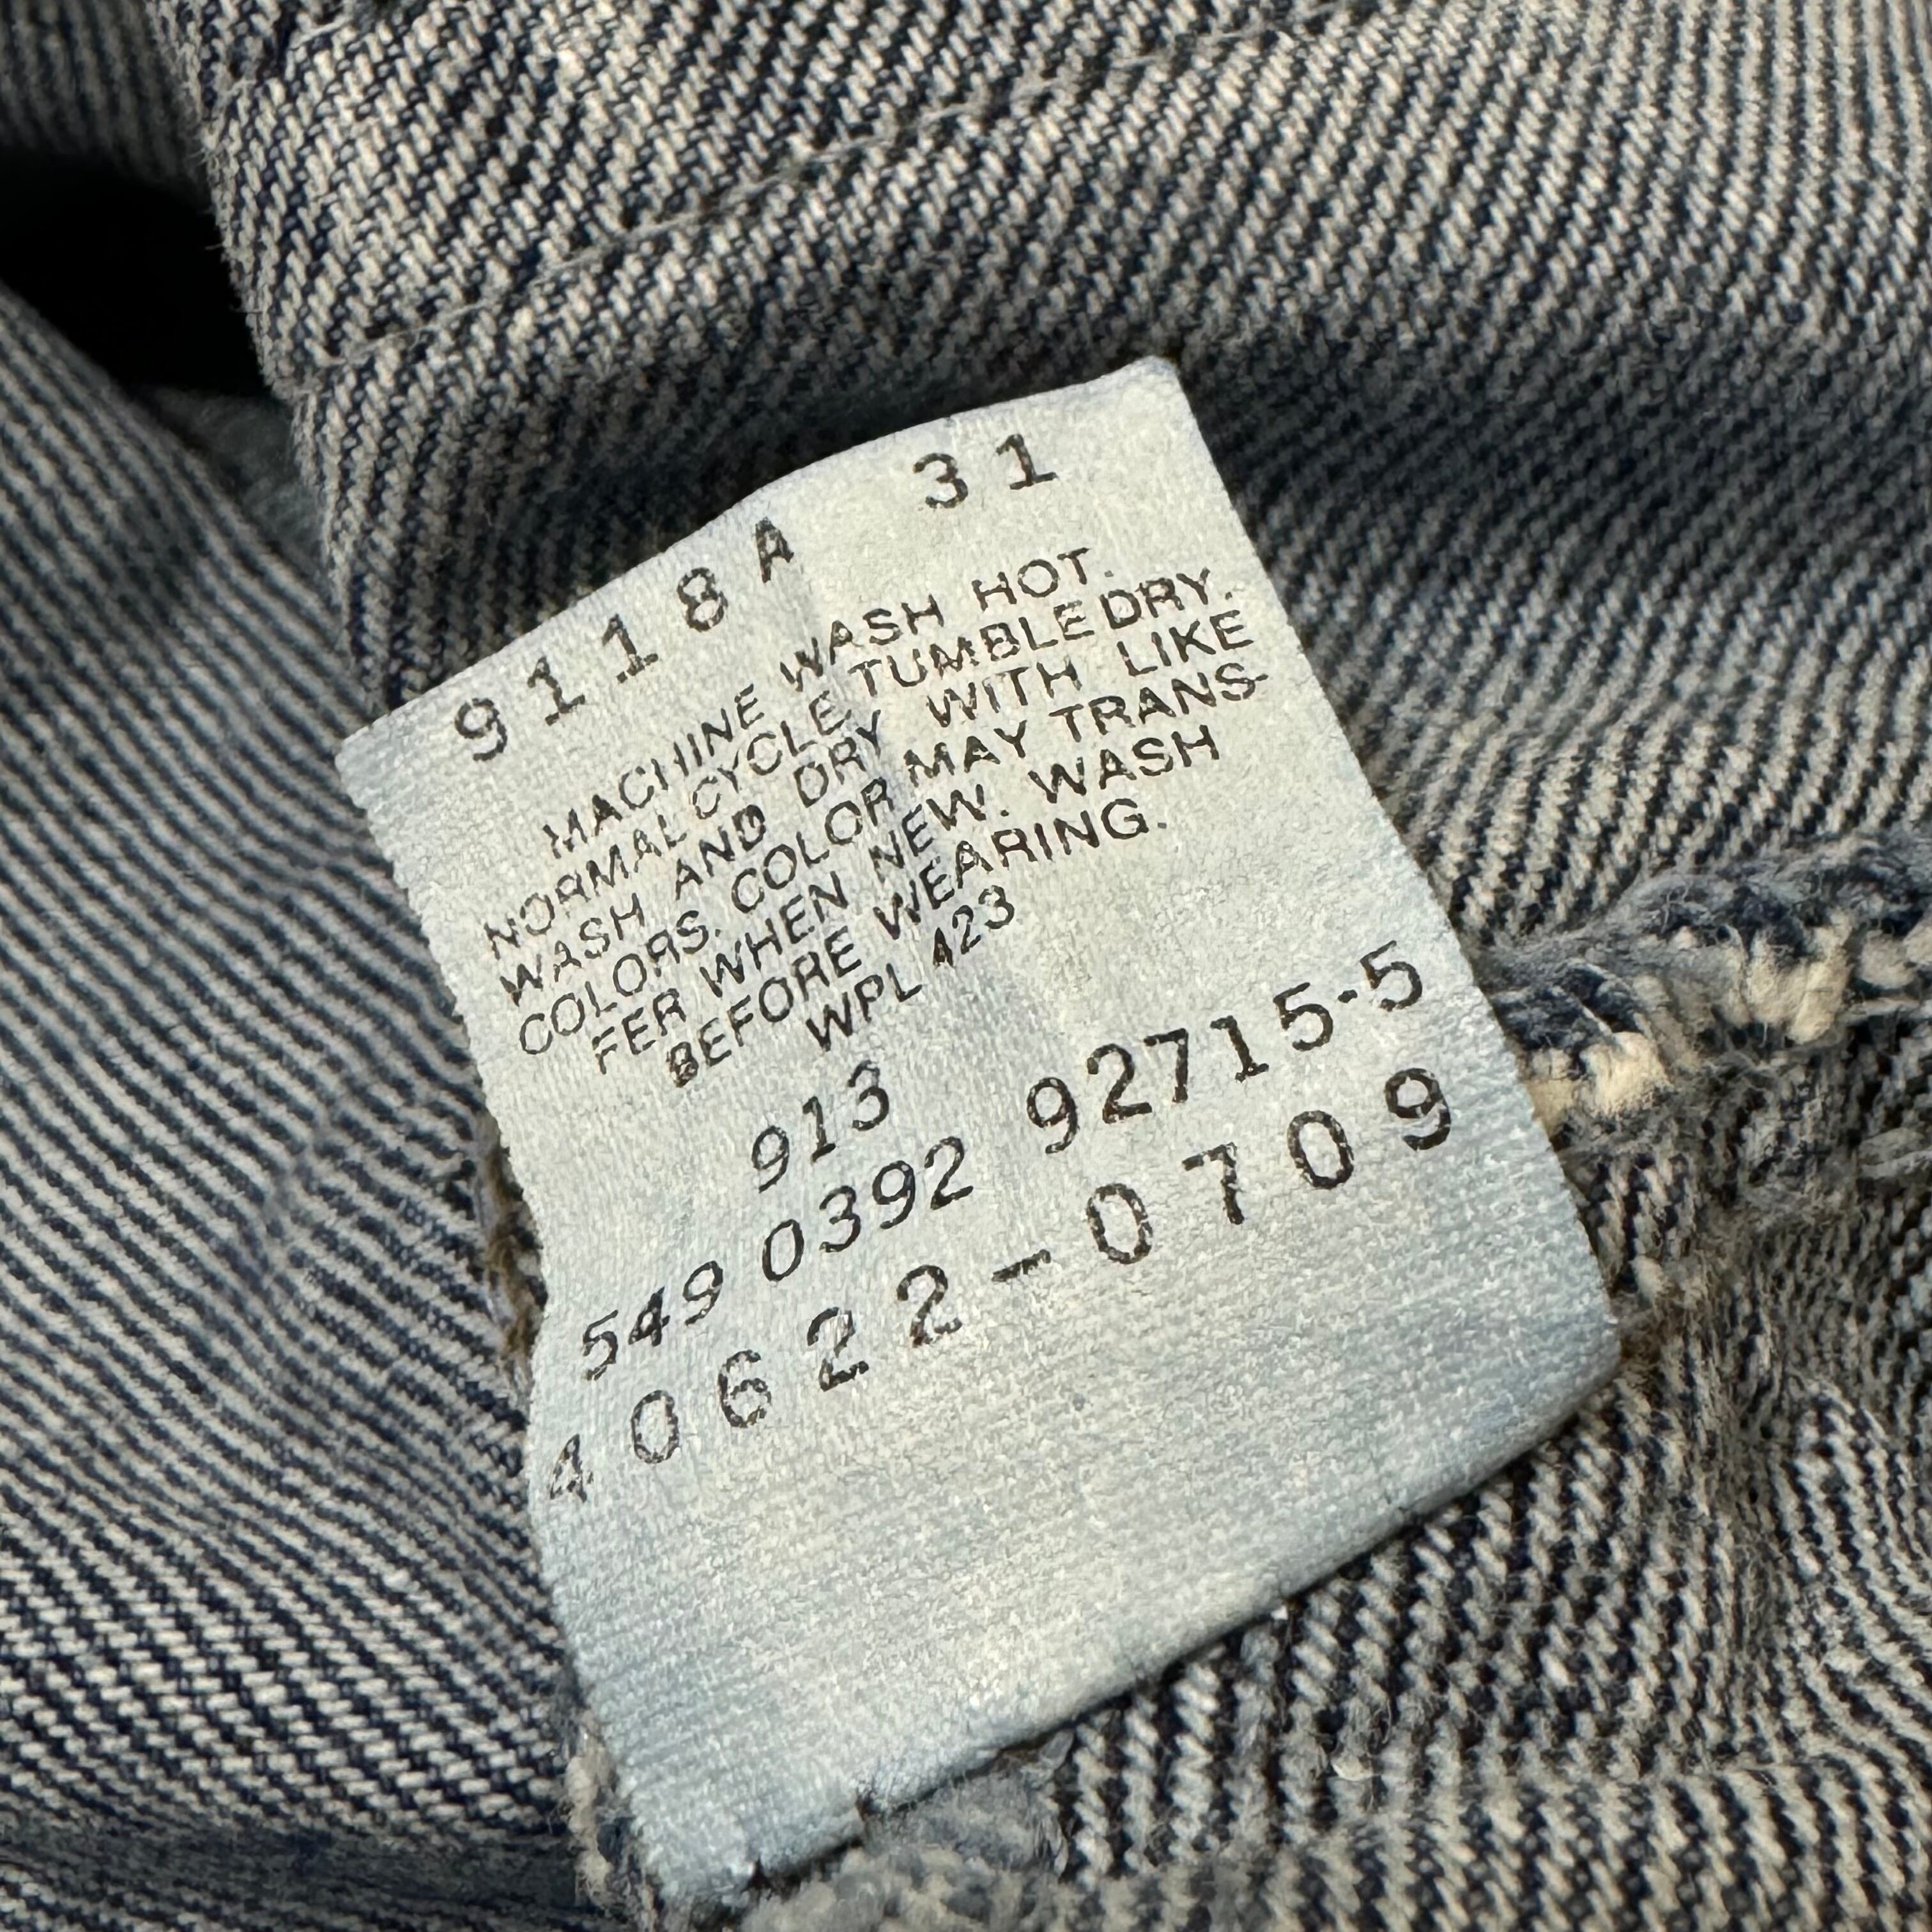 9118A 31
MACHINE WASH HOT.
NORMAL CYCLE. TUMBLE DRY.
WASH AND DRY WITH LIKE
COLORS. COLOR MAY TRANS-
FER WHEN NEW. WASH
BEFORE WEARING.
WPL 423
913
549 0392 92715-5
40622-0709